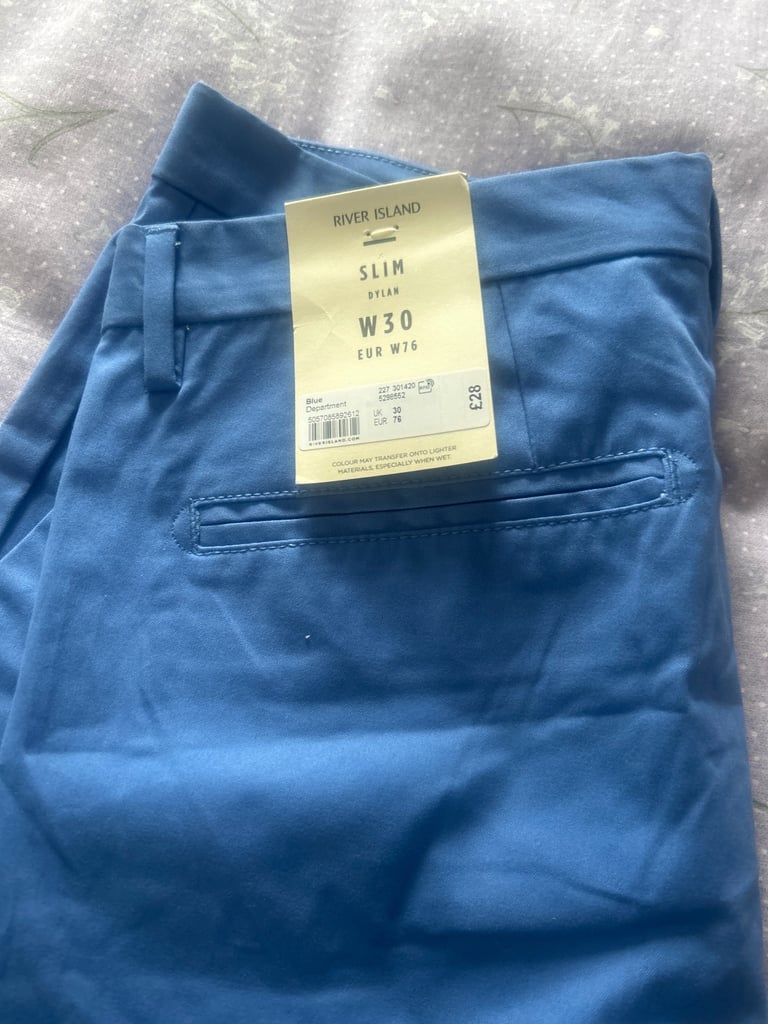 RIVER ISLAND
SLIM
DYLAN
W30
EUR W76
Blue
Department
227 301420
5298552
5057085892612
UK 30
EUR 76
£28
RIVERISLAND.COM
COLOUR MAY TRANSFER ONTO LIGHTER
MATERIALS, ESPECIALLY WHEN WET.